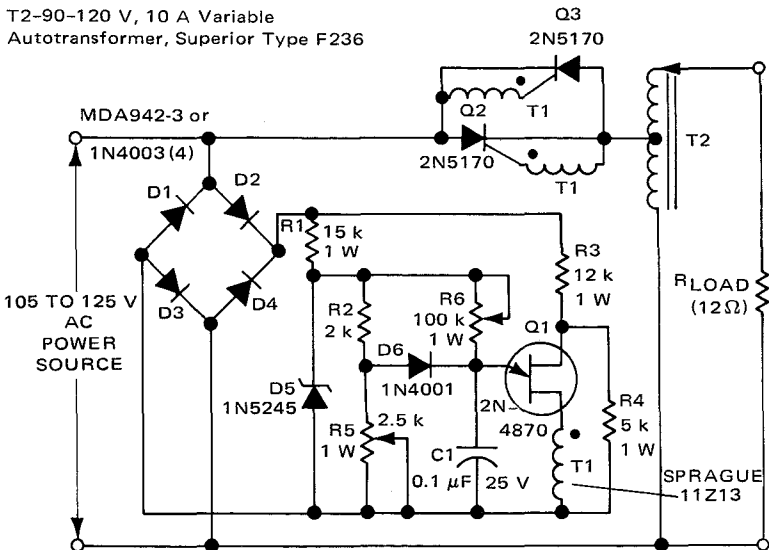 T2-90-120 V, 10 A Variable
Autotransformer, Superior Type F236
Q3
2N5170
MDA942-3 or
1N4003(4)
Q2
T1
2N5170
T1
T2
D1
D2
D3
D4
R1
15 k
1 W
R3
12 k
1 W
105 TO 125 V
AC
POWER
SOURCE
R2
2 k
R6
100 k
1 W
D6
1N4001
Q1
RLOAD
(12Ω)
D5
1N5245
R5
1 W
2.5 k
C1
0.1 μF
25 V
2N-
4870
R4
5 k
1 W
T1
SPRAGUE
11Z13